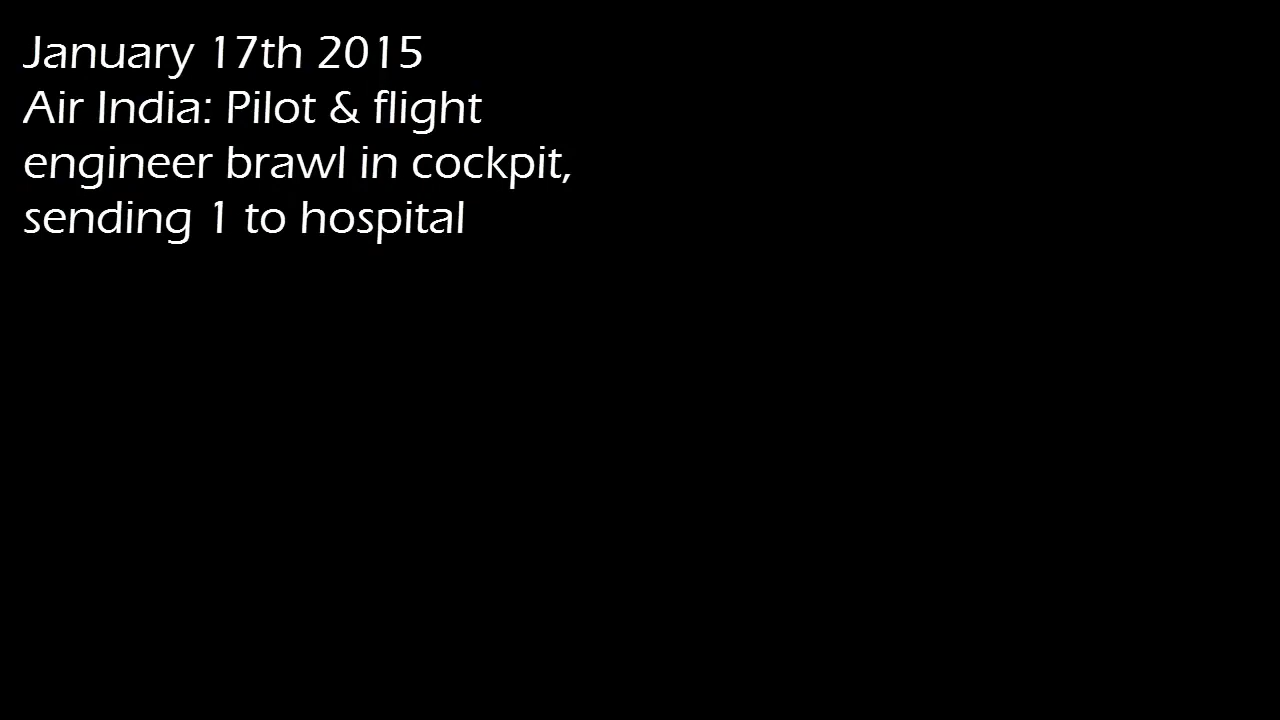 January 17th 2015
Air India: Pilot & flight
engineer brawl in cockpit,
sending 1 to hospital